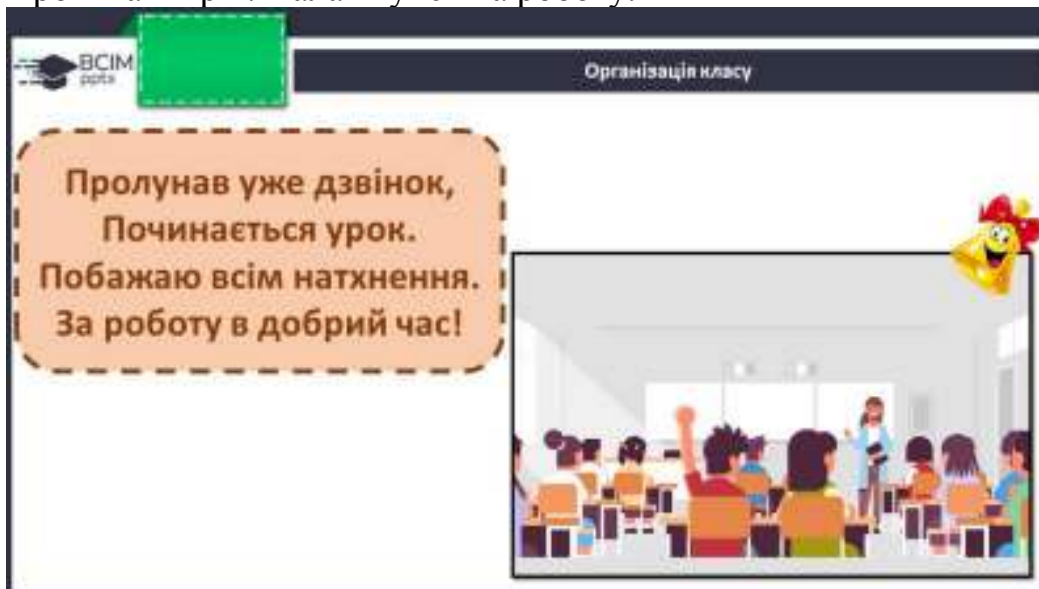 ВСІМ
pptx
Організація класу
Пролунав уже дзвінок,
Починається урок.
Побажаю всім натхнення.
За роботу в добрий час!